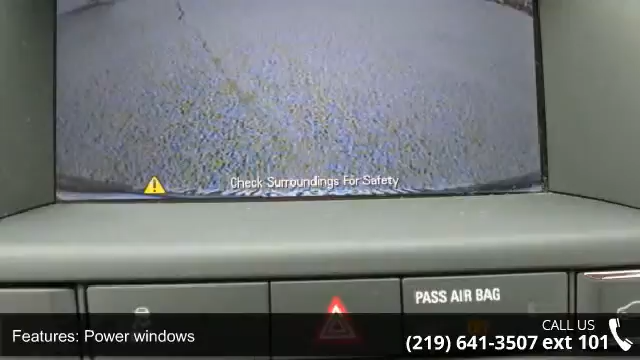 Check Surroundings For Safety
PASS AIR BAG
Features: Power windows
CALL US
(219) 641-3507 ext 101